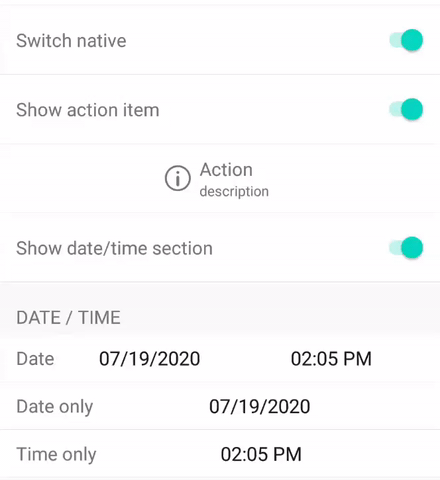 Switch native
Show action item
Action
description
Show date/time section
DATE / TIME
Date 07/19/2020 02:05 PM
Date only 07/19/2020
Time only 02:05 PM